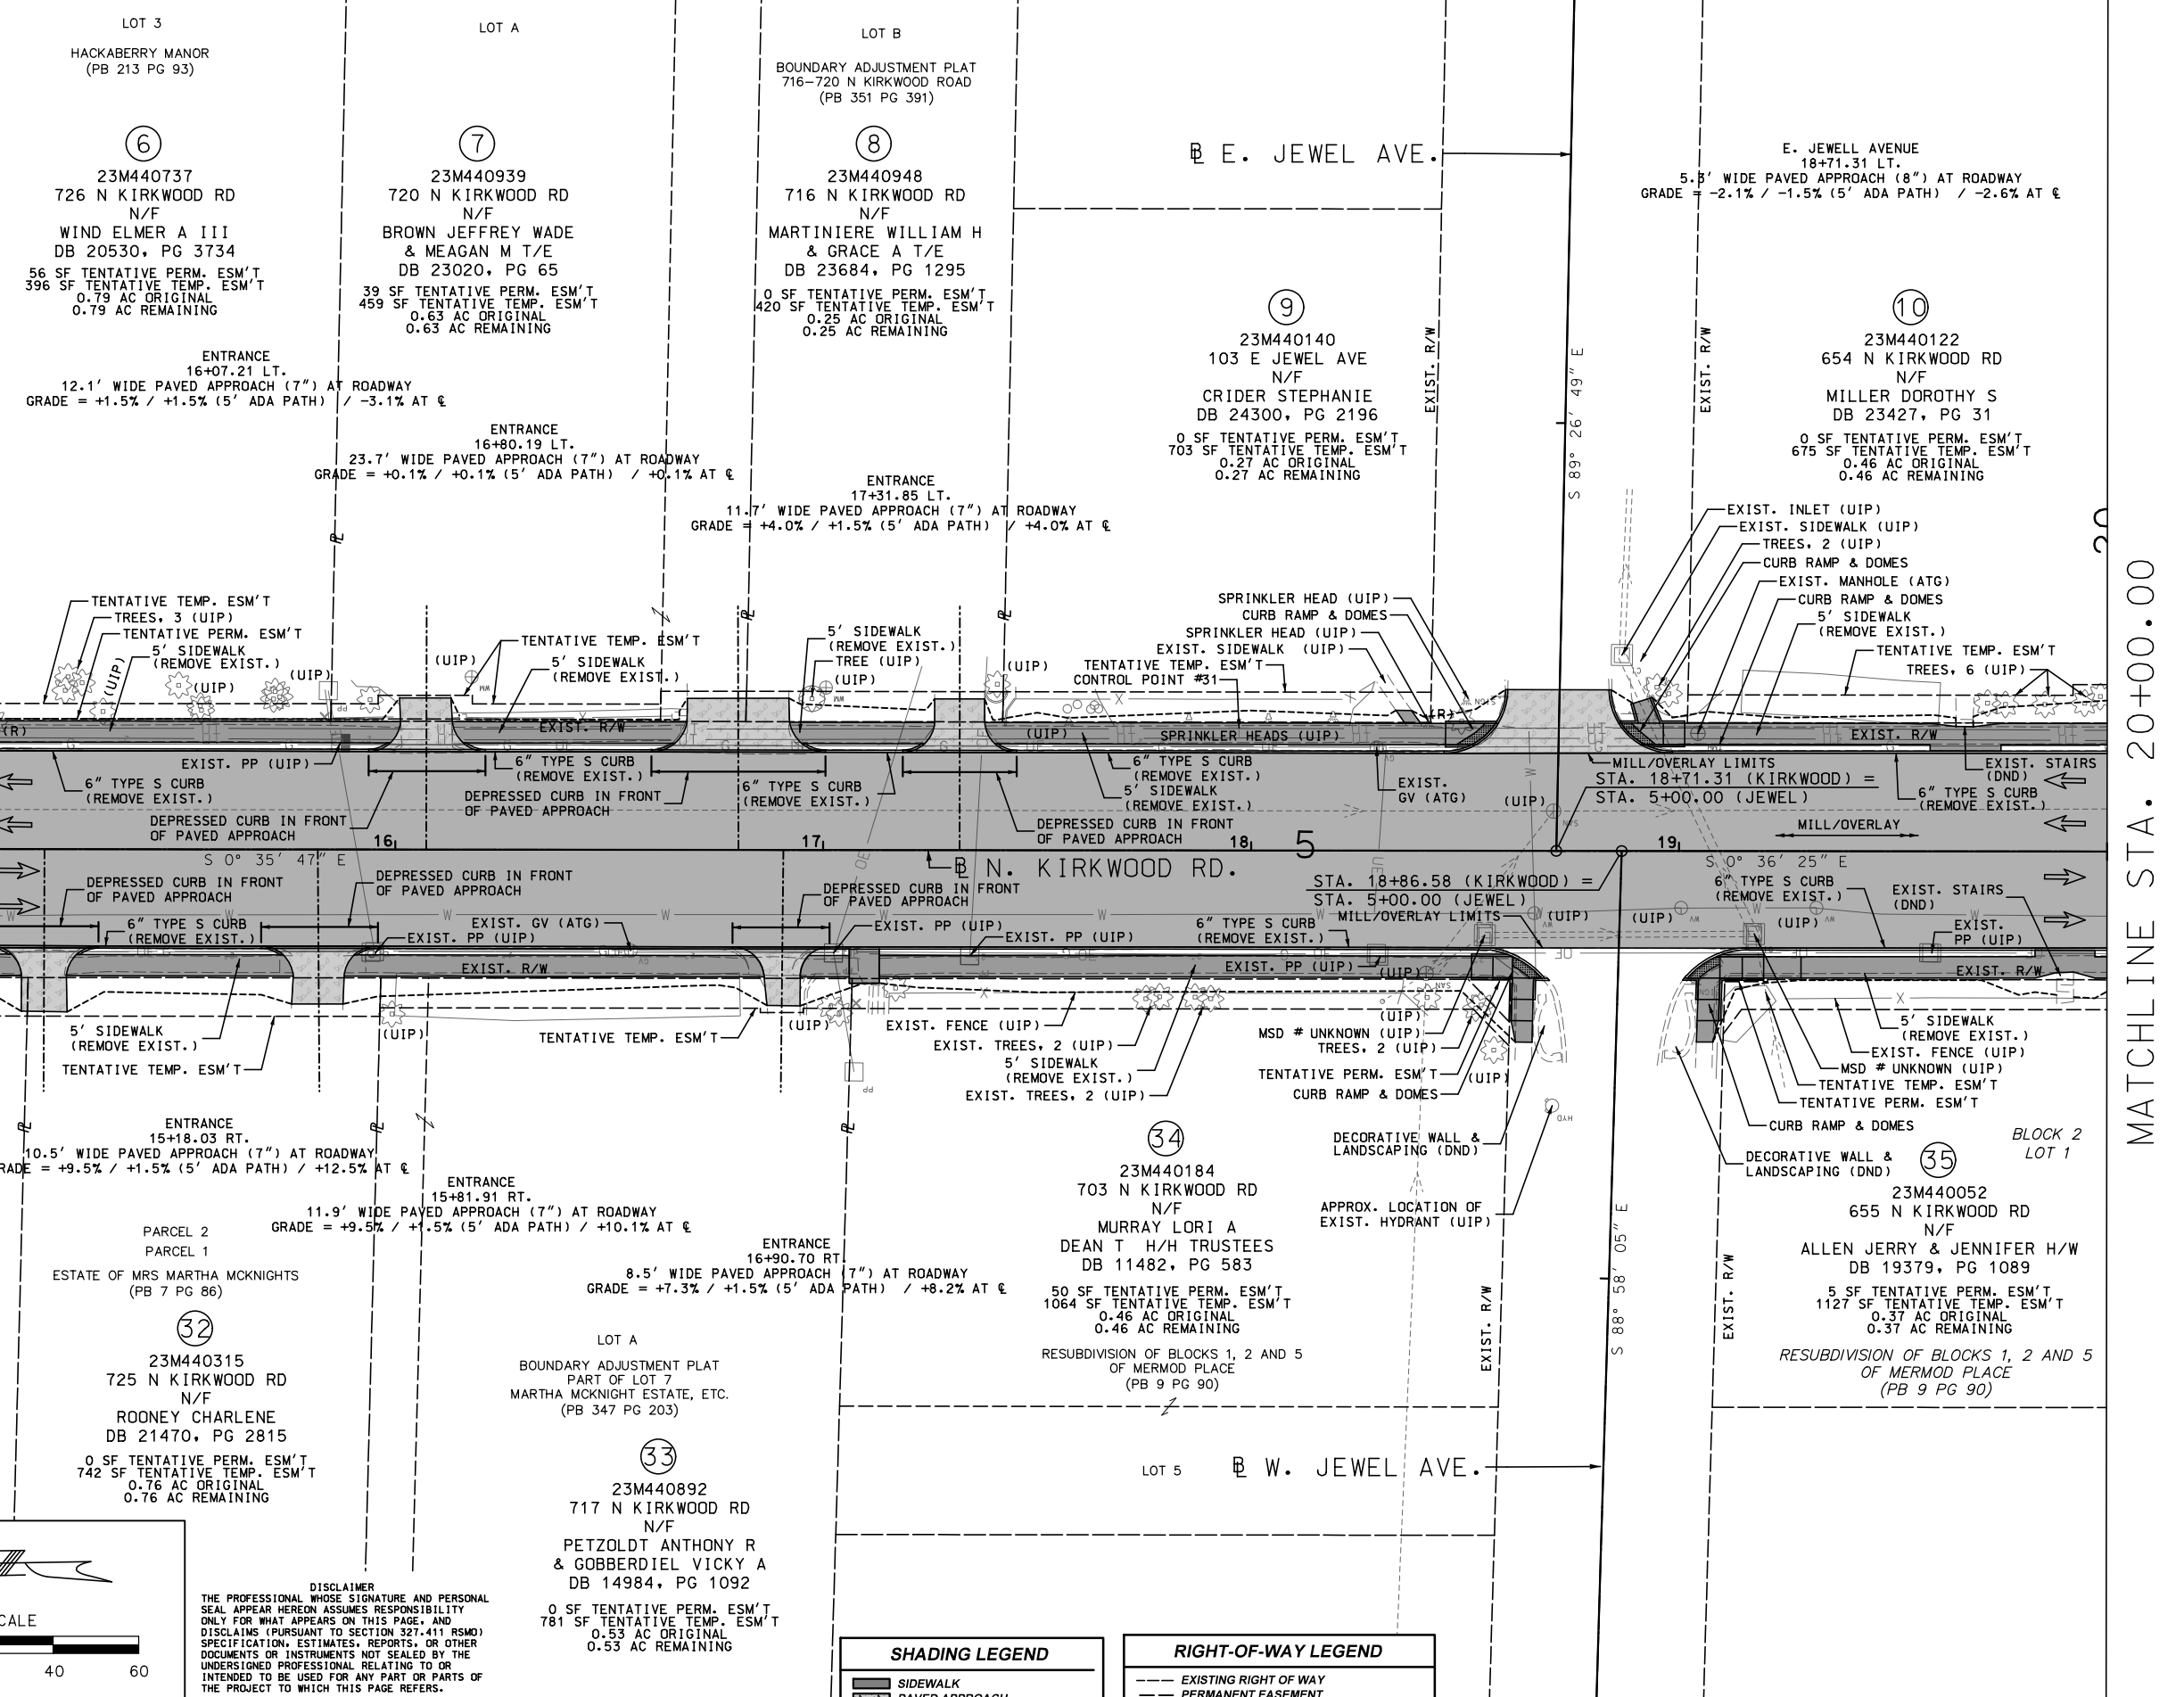 LOT 3
HACKABERRY MANOR
(PB 213 PG 93)
6
23M440737
726 N KIRKWOOD RD
N/F
WIND ELMER A III
DB 20530, PG 3734
56 SF TENTATIVE PERM. ESM'T
396 SF TENTATIVE TEMP. ESM'T
0.79 AC ORIGINAL
0.79 AC REMAINING
ENTRANCE
16+07.21 LT.
12.1' WIDE PAVED APPROACH (7") AT ROADWAY
GRADE = +1.5% / +1.5% (5' ADA PATH) / -3.1% AT ℄
LOT A
7
23M440939
720 N KIRKWOOD RD
N/F
BROWN JEFFREY WADE
& MEAGAN M T/E
DB 23020, PG 65
39 SF TENTATIVE PERM. ESM'T
459 SF TENTATIVE TEMP. ESM'T
0.63 AC ORIGINAL
0.63 AC REMAINING
ENTRANCE
16+80.19 LT.
23.7' WIDE PAVED APPROACH (7") AT ROADWAY
GRADE = +0.1% / +0.1% (5' ADA PATH) / +0.1% AT ℄
LOT B
BOUNDARY ADJUSTMENT PLAT
716-720 N KIRKWOOD ROAD
(PB 351 PG 391)
8
23M440948
716 N KIRKWOOD RD
N/F
MARTINIERE WILLIAM H
& GRACE A T/E
DB 23684, PG 1295
0 SF TENTATIVE PERM. ESM'T
420 SF TENTATIVE TEMP. ESM'T
0.25 AC ORIGINAL
0.25 AC REMAINING
ENTRANCE
17+31.85 LT.
11.7' WIDE PAVED APPROACH (7") AT ROADWAY
GRADE = +4.0% / +1.5% (5' ADA PATH) / +4.0% AT ℄
BL E. JEWEL AVE.
9
23M440140
103 E JEWEL AVE
N/F
CRIDER STEPHANIE
DB 24300, PG 2196
0 SF TENTATIVE PERM. ESM'T
703 SF TENTATIVE TEMP. ESM'T
0.27 AC ORIGINAL
0.27 AC REMAINING
EXIST. R/W
S 89° 26' 49" E
EXIST. R/W
E. JEWELL AVENUE
18+71.31 LT.
5.3' WIDE PAVED APPROACH (8") AT ROADWAY
GRADE = -2.1% / -1.5% (5' ADA PATH) / -2.6% AT ℄
10
23M440122
654 N KIRKWOOD RD
N/F
MILLER DOROTHY S
DB 23427, PG 31
0 SF TENTATIVE PERM. ESM'T
675 SF TENTATIVE TEMP. ESM'T
0.46 AC ORIGINAL
0.46 AC REMAINING
EXIST. INLET (UIP)
EXIST. SIDEWALK (UIP)
TREES, 2 (UIP)
CURB RAMP & DOMES
EXIST. MANHOLE (ATG)
CURB RAMP & DOMES
5' SIDEWALK
(REMOVE EXIST.)
TENTATIVE TEMP. ESM'T
TREES, 6 (UIP)
MATCHLINE STA. 20+00.00
TENTATIVE TEMP. ESM'T
TREES, 3 (UIP)
TENTATIVE PERM. ESM'T
5' SIDEWALK
(REMOVE EXIST.)
(UIP)
(UIP)
(UIP)
(UIP)
TENTATIVE TEMP. ESM'T
5' SIDEWALK
(REMOVE EXIST.)
5' SIDEWALK
(REMOVE EXIST.)
TREE (UIP)
(UIP)
(UIP)
SPRINKLER HEAD (UIP)
CURB RAMP & DOMES
SPRINKLER HEAD (UIP)
EXIST. SIDEWALK (UIP)
TENTATIVE TEMP. ESM'T
CONTROL POINT #31
(R)
EXIST. R/W
(UIP)
SPRINKLER HEADS (UIP)
(R)
EXIST. R/W
EXIST. PP (UIP)
6" TYPE S CURB
(REMOVE EXIST.)
6" TYPE S CURB
(REMOVE EXIST.)
DEPRESSED CURB IN FRONT
OF PAVED APPROACH
DEPRESSED CURB IN FRONT
OF PAVED APPROACH
6" TYPE S CURB
(REMOVE EXIST.)
6" TYPE S CURB
(REMOVE EXIST.)
5' SIDEWALK
(REMOVE EXIST.)
DEPRESSED CURB IN FRONT
OF PAVED APPROACH
EXIST.
GV (ATG)
(UIP)
MILL/OVERLAY LIMITS
STA. 18+71.31 (KIRKWOOD) =
STA. 5+00.00 (JEWEL)
EXIST. STAIRS
(DND)
6" TYPE S CURB
(REMOVE EXIST.)
MILL/OVERLAY
16
17
18
5
19
S 0° 35' 47" E
BL N. KIRKWOOD RD.
S 0° 36' 25" E
DEPRESSED CURB IN FRONT
OF PAVED APPROACH
DEPRESSED CURB IN FRONT
OF PAVED APPROACH
DEPRESSED CURB IN FRONT
OF PAVED APPROACH
STA. 18+86.58 (KIRKWOOD) =
STA. 5+00.00 (JEWEL)
MILL/OVERLAY LIMITS
(UIP)
(UIP)
(UIP)
6" TYPE S CURB
(REMOVE EXIST.)
EXIST. STAIRS
(DND)
6" TYPE S CURB
(REMOVE EXIST.)
EXIST. GV (ATG)
EXIST. PP (UIP)
EXIST. PP (UIP)
EXIST. PP (UIP)
6" TYPE S CURB
(REMOVE EXIST.)
EXIST.
PP (UIP)
EXIST. R/W
EXIST. PP (UIP)
(UIP)
EXIST. R/W
5' SIDEWALK
(REMOVE EXIST.)
TENTATIVE TEMP. ESM'T
(UIP)
TENTATIVE TEMP. ESM'T
(UIP)
EXIST. FENCE (UIP)
EXIST. TREES, 2 (UIP)
5' SIDEWALK
(REMOVE EXIST.)
EXIST. TREES, 2 (UIP)
(UIP)
MSD # UNKNOWN (UIP)
TREES, 2 (UIP)
TENTATIVE PERM. ESM'T
(UIP)
CURB RAMP & DOMES
DECORATIVE WALL &
LANDSCAPING (DND)
APPROX. LOCATION OF
EXIST. HYDRANT (UIP)
HYD
PP
5' SIDEWALK
(REMOVE EXIST.)
EXIST. FENCE (UIP)
MSD # UNKNOWN (UIP)
TENTATIVE TEMP. ESM'T
TENTATIVE PERM. ESM'T
CURB RAMP & DOMES
DECORATIVE WALL &
LANDSCAPING (DND)
BLOCK 2
LOT 1
ENTRANCE
15+18.03 RT.
10.5' WIDE PAVED APPROACH (7") AT ROADWAY
RADE = +9.5% / +1.5% (5' ADA PATH) / +12.5% AT ℄
ENTRANCE
15+81.91 RT.
11.9' WIDE PAVED APPROACH (7") AT ROADWAY
GRADE = +9.5% / +1.5% (5' ADA PATH) / +10.1% AT ℄
ENTRANCE
16+90.70 RT.
8.5' WIDE PAVED APPROACH (7") AT ROADWAY
GRADE = +7.3% / +1.5% (5' ADA PATH) / +8.2% AT ℄
PARCEL 2
PARCEL 1
ESTATE OF MRS MARTHA MCKNIGHTS
(PB 7 PG 86)
32
23M440315
725 N KIRKWOOD RD
N/F
ROONEY CHARLENE
DB 21470, PG 2815
0 SF TENTATIVE PERM. ESM'T
742 SF TENTATIVE TEMP. ESM'T
0.76 AC ORIGINAL
0.76 AC REMAINING
LOT A
BOUNDARY ADJUSTMENT PLAT
PART OF LOT 7
MARTHA MCKNIGHT ESTATE, ETC.
(PB 347 PG 203)
33
23M440892
717 N KIRKWOOD RD
N/F
PETZOLDT ANTHONY R
& GOBBERDIEL VICKY A
DB 14984, PG 1092
0 SF TENTATIVE PERM. ESM'T
781 SF TENTATIVE TEMP. ESM'T
0.53 AC ORIGINAL
0.53 AC REMAINING
34
23M440184
703 N KIRKWOOD RD
N/F
MURRAY LORI A
DEAN T H/H TRUSTEES
DB 11482, PG 583
50 SF TENTATIVE PERM. ESM'T
1064 SF TENTATIVE TEMP. ESM'T
0.46 AC ORIGINAL
0.46 AC REMAINING
RESUBDIVISION OF BLOCKS 1, 2 AND 5
OF MERMOD PLACE
(PB 9 PG 90)
LOT 5
BL W. JEWEL AVE.
EXIST. R/W
S 88° 58' 05" E
EXIST. R/W
35
23M440052
655 N KIRKWOOD RD
N/F
ALLEN JERRY & JENNIFER H/W
DB 19379, PG 1089
5 SF TENTATIVE PERM. ESM'T
1127 SF TENTATIVE TEMP. ESM'T
0.37 AC ORIGINAL
0.37 AC REMAINING
RESUBDIVISION OF BLOCKS 1, 2 AND 5
OF MERMOD PLACE
(PB 9 PG 90)
CALE
40 60
DISCLAIMER
THE PROFESSIONAL WHOSE SIGNATURE AND PERSONAL
SEAL APPEAR HEREON ASSUMES RESPONSIBILITY
ONLY FOR WHAT APPEARS ON THIS PAGE, AND
DISCLAIMS (PURSUANT TO SECTION 327.411 RSMO)
SPECIFICATION, ESTIMATES, REPORTS, OR OTHER
DOCUMENTS OR INSTRUMENTS NOT SEALED BY THE
UNDERSIGNED PROFESSIONAL RELATING TO OR
INTENDED TO BE USED FOR ANY PART OR PARTS OF
THE PROJECT TO WHICH THIS PAGE REFERS.
SHADING LEGEND
SIDEWALK
PAVED APPROACH
RIGHT-OF-WAY LEGEND
EXISTING RIGHT OF WAY
PERMANENT EASEMENT